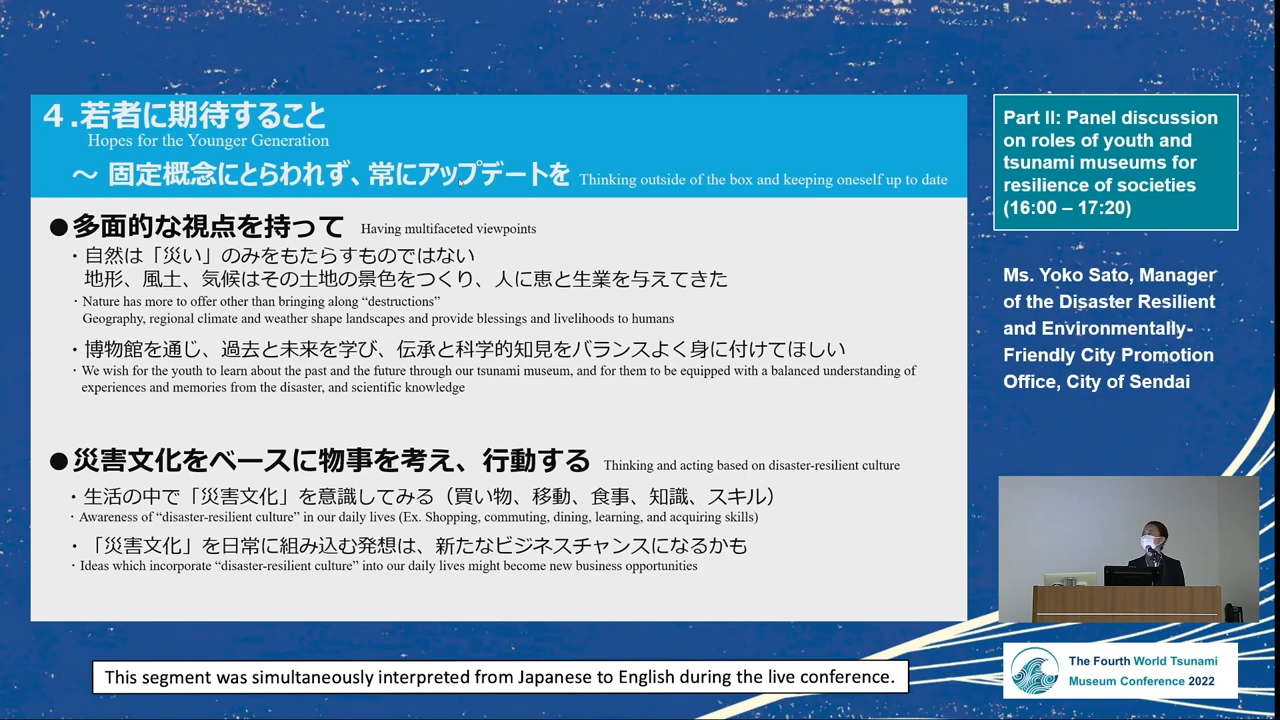 ４.若者に期待すること
Hopes for the Younger Generation
～ 固定概念にとらわれず、常にアップデートを Thinking outside of the box and keeping oneself up to date
●多面的な視点を持って Having multifaceted viewpoints
・自然は「災い」のみをもたらすものではない
地形、風土、気候はその土地の景色をつくり、人に恵と生業を与えてきた
・Nature has more to offer other than bringing along “destructions”
Geography, regional climate and weather shape landscapes and provide blessings and livelihoods to humans
・博物館を通じ、過去と未来を学び、伝承と科学的知見をバランスよく身に付けてほしい
・We wish for the youth to learn about the past and the future through our tsunami museum, and for them to be equipped with a balanced understanding of
experiences and memories from the disaster, and scientific knowledge
●災害文化をベースに物事を考え、行動する Thinking and acting based on disaster-resilient culture
・生活の中で「災害文化」を意識してみる（買い物、移動、食事、知識、スキル）
・Awareness of “disaster-resilient culture” in our daily lives (Ex. Shopping, commuting, dining, learning, and acquiring skills)
・「災害文化」を日常に組み込む発想は、新たなビジネスチャンスになるかも
・Ideas which incorporate “disaster-resilient culture” into our daily lives might become new business opportunities
Part II: Panel discussion
on roles of youth and
tsunami museums for
resilience of societies
(16:00 – 17:20)
Ms. Yoko Sato, Manager
of the Disaster Resilient
and Environmentally-
Friendly City Promotion
Office, City of Sendai
This segment was simultaneously interpreted from Japanese to English during the live conference.
The Fourth World Tsunami
Museum Conference 2022